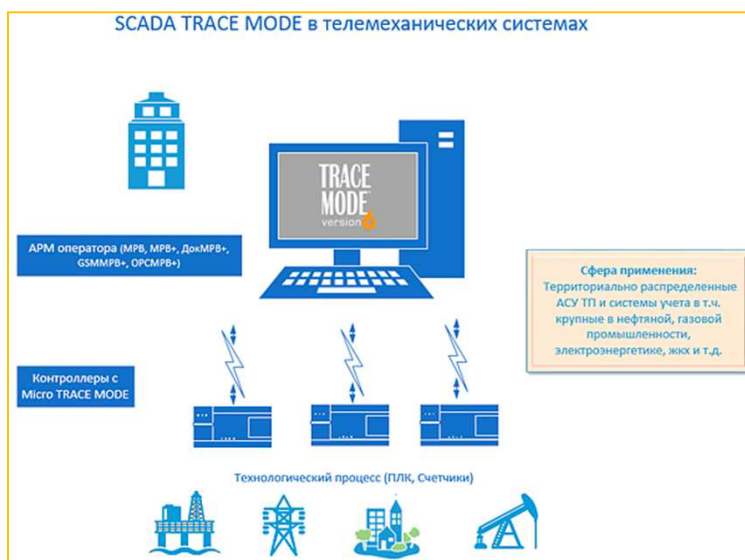 SCADA TRACE MODE в телемеханических системах
TRACE
MODE
version 6
АРМ оператора (МРВ, МРВ+, ДокМРВ+,
GSMМРВ+, OPCМРВ+)
Сфера применения:
Территориально распределенные
АСУ ТП и системы учета в т.ч.
крупные в нефтяной, газовой
промышленности,
электроэнергетике, жкх и т.д.
Контроллеры с
Micro TRACE MODE
Технологический процесс (ПЛК, Счетчики)